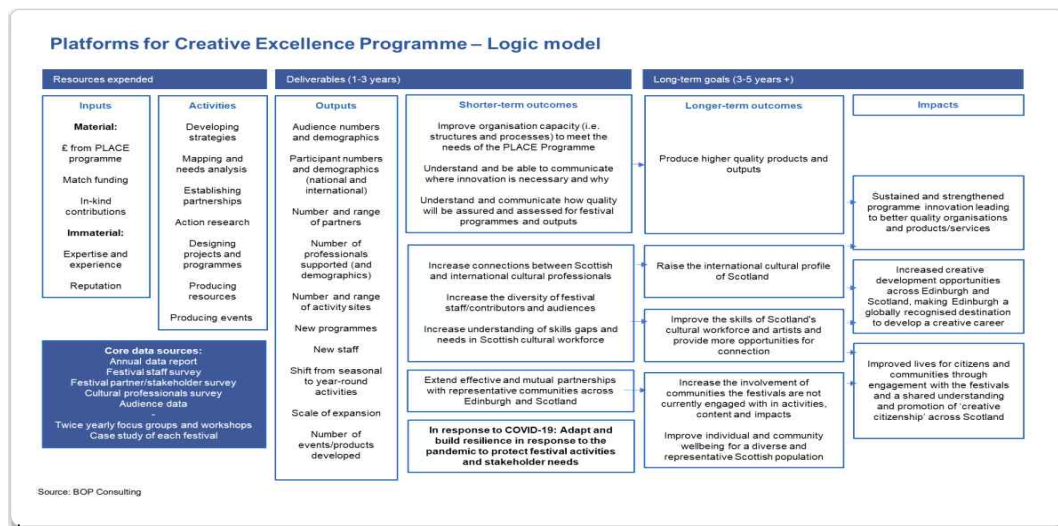 Platforms for Creative Excellence Programme – Logic model
Resources expended
Deliverables (1-3 years)
Long-term goals (3-5 years +)
Inputs
Material:
£ from PLACE
programme
Match funding
In-kind
contributions
Immaterial:
Expertise and
experience
Reputation
Activities
Developing
strategies
Mapping and
needs analysis
Establishing
partnerships
Action research
Designing
projects and
programmes
Producing
resources
Producing events
Core data sources:
Annual data report
Festival staff survey
Festival partner/stakeholder survey
Cultural professionals survey
Audience data
-
Twice yearly focus groups and workshops
Case study of each festival
Outputs
Audience numbers
and demographics
Participant numbers
and demographics
(national and
international)
Number and range
of partners
Number of
professionals
supported (and
demographics)
Number and range
of activity sites
New programmes
New staff
Shift from seasonal
to year-round
activities
Scale of expansion
Number of
events/products
developed
Shorter-term outcomes
Improve organisation capacity (i.e.
structures and processes) to meet the
needs of the PLACE Programme
Understand and be able to communicate
where innovation is necessary and why
Understand and communicate how quality
will be assured and assessed for festival
programmes and outputs
Increase connections between Scottish
and international cultural professionals
Increase the diversity of festival
staff/contributors and audiences
Increase understanding of skills gaps and
needs in Scottish cultural workforce
Extend effective and mutual partnerships
with representative communities across
Edinburgh and Scotland
In response to COVID-19: Adapt and
build resilience in response to the
pandemic to protect festival activities
and stakeholder needs
Longer-term outcomes
Produce higher quality products and
outputs
Raise the international cultural profile
of Scotland
Improve the skills of Scotland's
cultural workforce and artists and
provide more opportunities for
connection
Increase the involvement of
communities the festivals are not
currently engaged with in activities,
content and impacts
Improve individual and community
wellbeing for a diverse and
representative Scottish population
Impacts
Sustained and strengthened
programme innovation leading
to better quality organisations
and products/services
Increased creative
development opportunities
across Edinburgh and
Scotland, making Edinburgh a
globally recognised destination
to develop a creative career
Improved lives for citizens and
communities through
engagement with the festivals
and a shared understanding
and promotion of 'creative
citizenship' across Scotland
Source: BOP Consulting